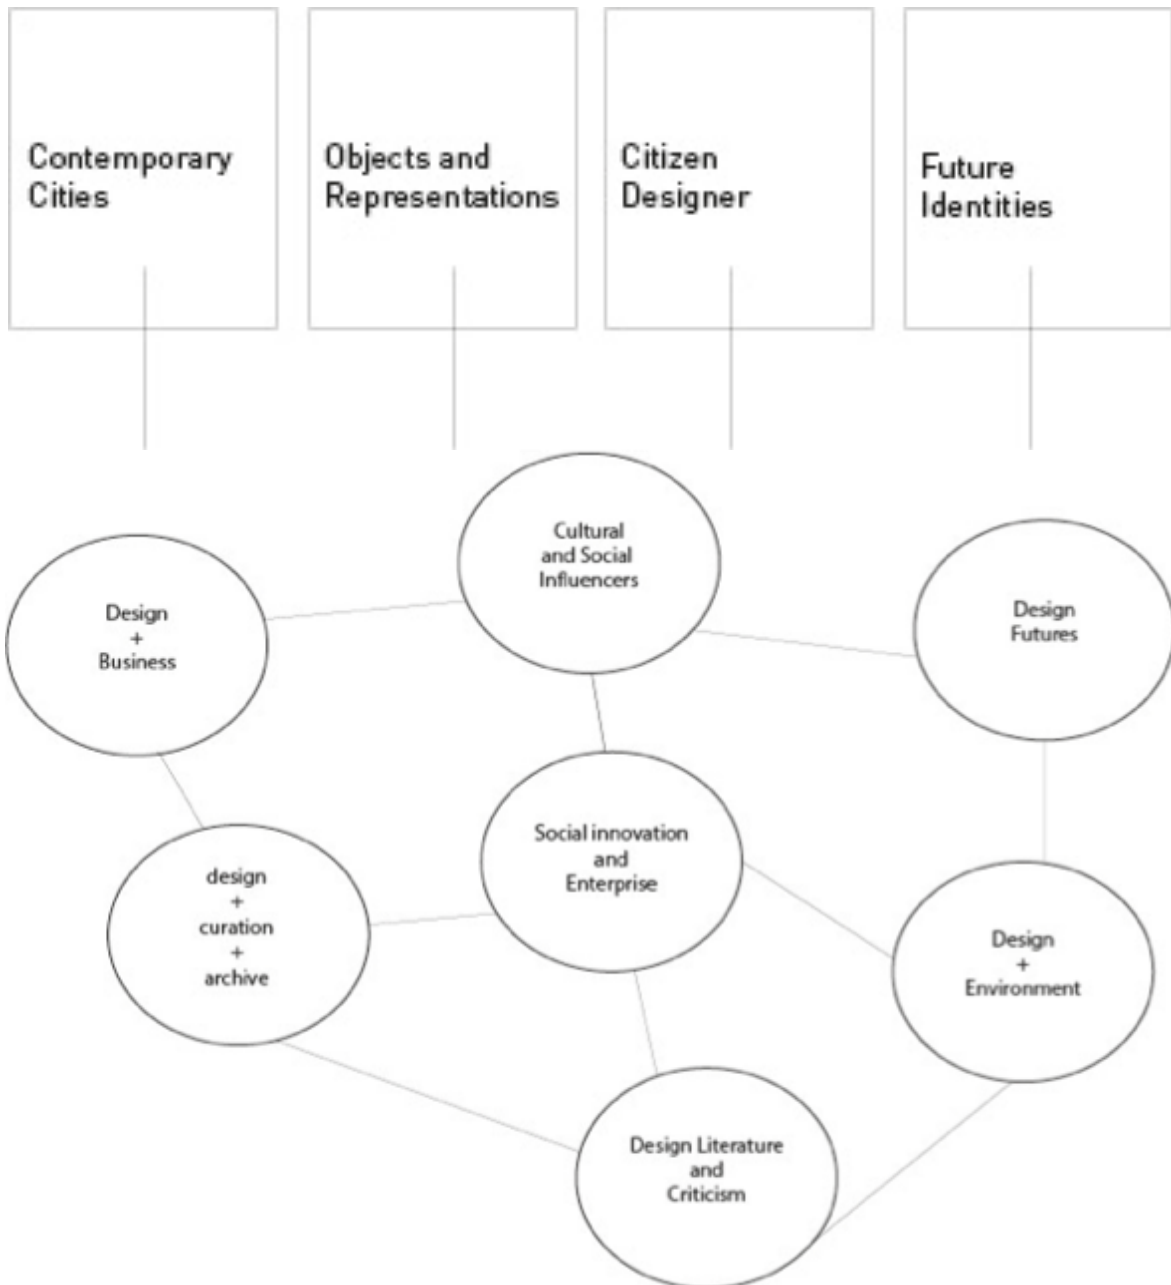 Contemporary
Cities
Objects and
Representations
Citizen
Designer
Future
Identities
Cultural
and Social
Influencers
Design
+
Business
Design
Futures
Social innovation
and
Enterprise
design
+
curation
+
archive
Design
+
Environment
Design Literature
and
Criticism